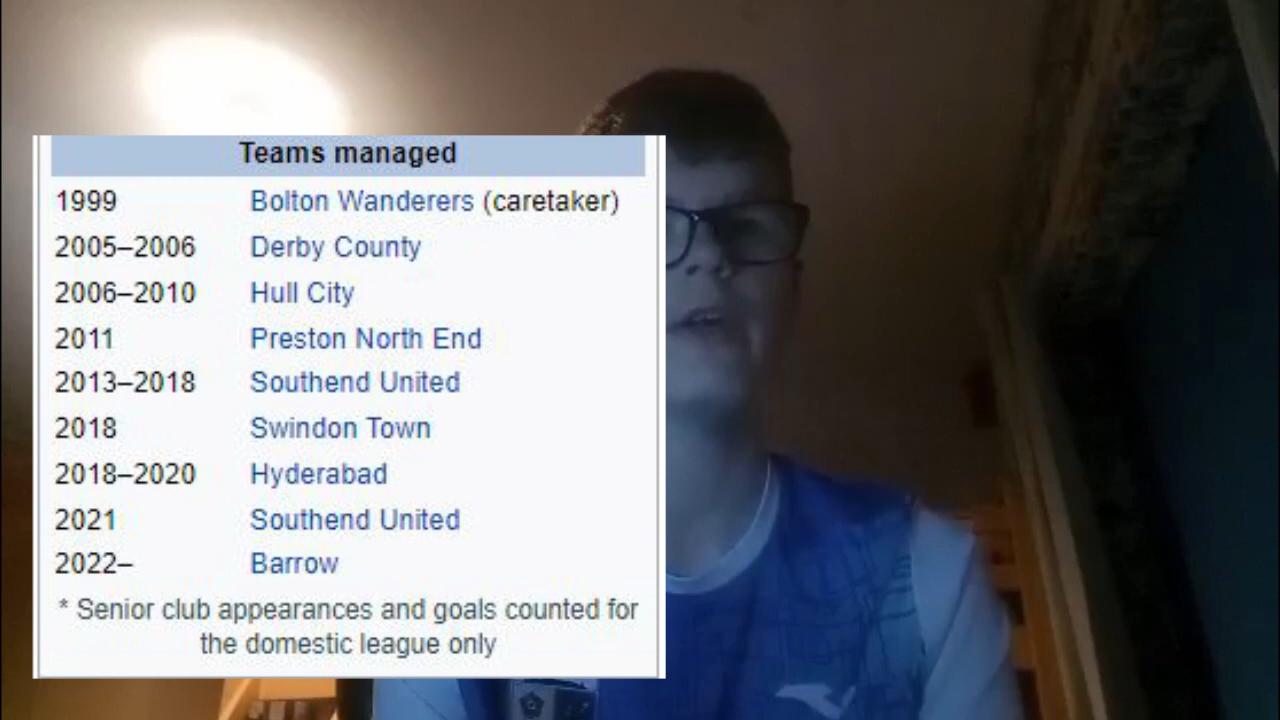 Teams managed
1999 Bolton Wanderers (caretaker)
2005–2006 Derby County
2006–2010 Hull City
2011 Preston North End
2013–2018 Southend United
2018 Swindon Town
2018–2020 Hyderabad
2021 Southend United
2022– Barrow
* Senior club appearances and goals counted for
the domestic league only